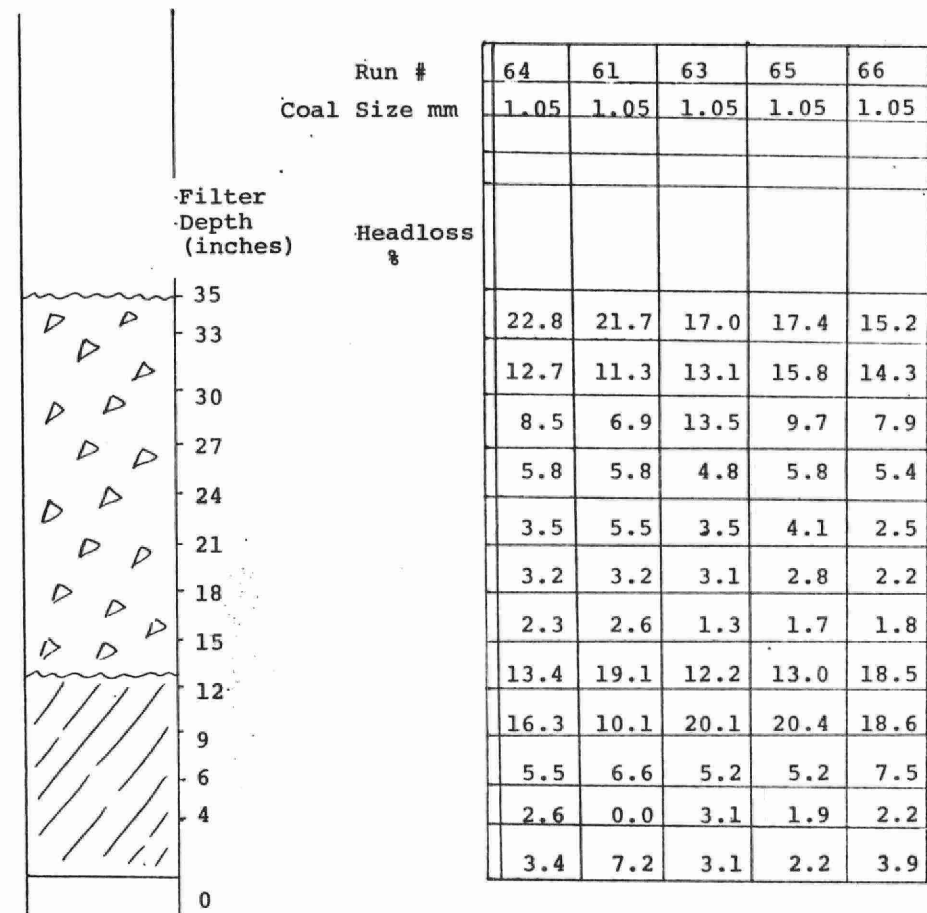 Run # 64 61 63 65 66
Coal Size mm 1.05 1.05 1.05 1.05 1.05
Filter
Depth
(inches)
Headloss
%
35
22.8 21.7 17.0 17.4 15.2
33
12.7 11.3 13.1 15.8 14.3
30
8.5 6.9 13.5 9.7 7.9
27
5.8 5.8 4.8 5.8 5.4
24
3.5 5.5 3.5 4.1 2.5
21
3.2 3.2 3.1 2.8 2.2
18
2.3 2.6 1.3 1.7 1.8
15
13.4 19.1 12.2 13.0 18.5
12
16.3 10.1 20.1 20.4 18.6
9
5.5 6.6 5.2 5.2 7.5
6
2.6 0.0 3.1 1.9 2.2
4
3.4 7.2 3.1 2.2 3.9
0